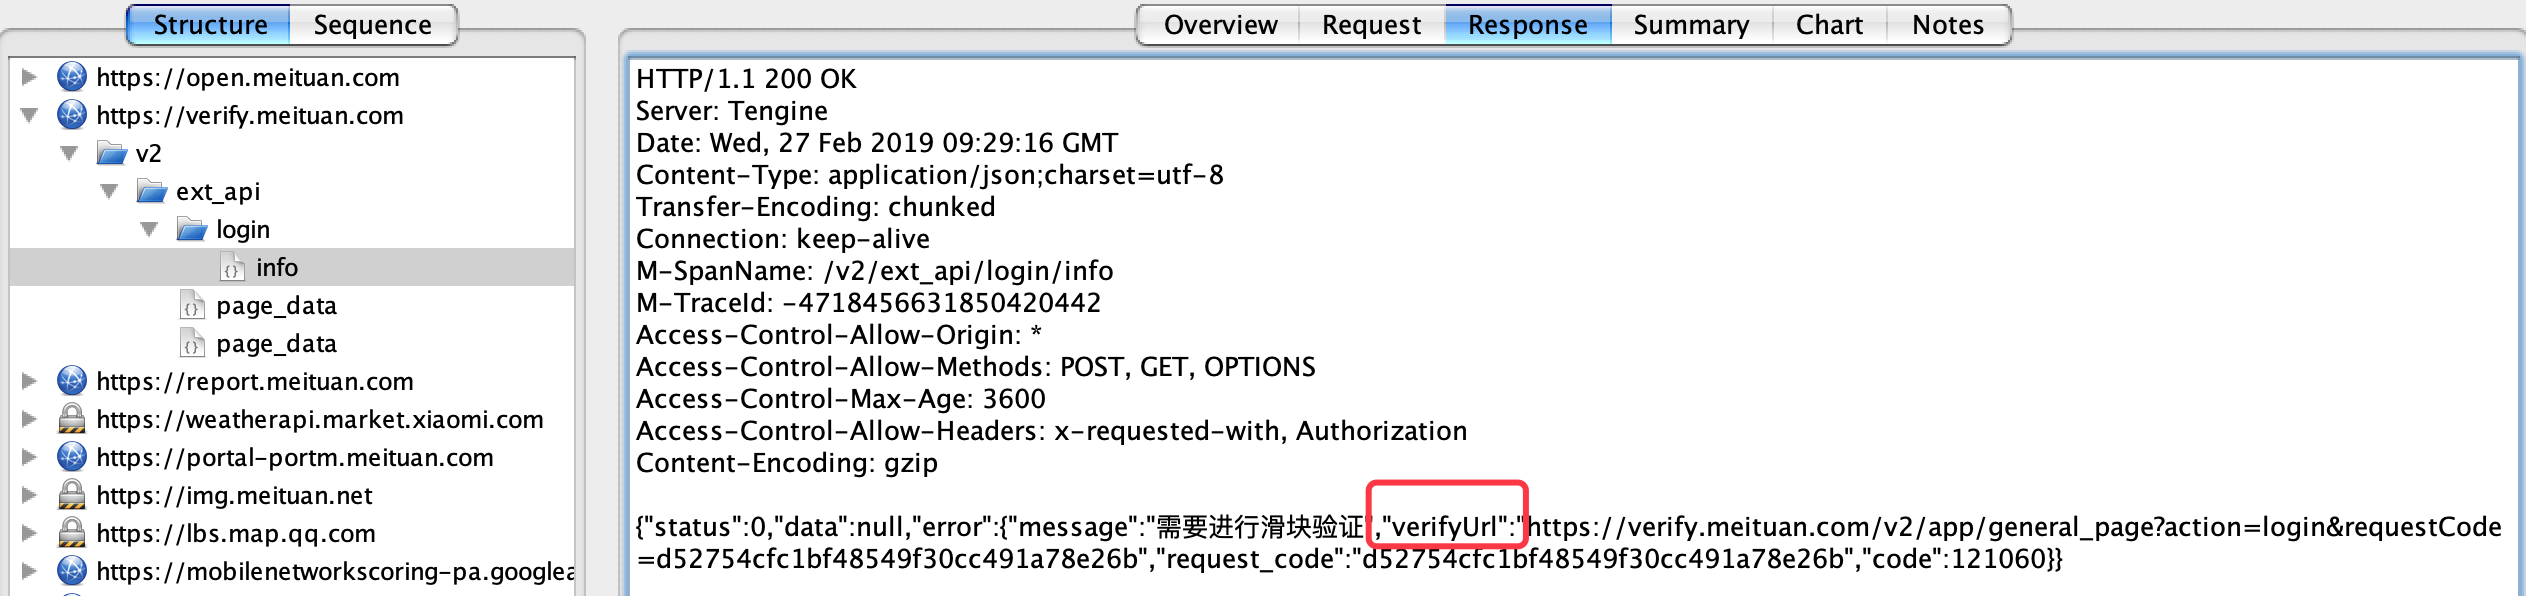 Structure Sequence
https://open.meituan.com
https://verify.meituan.com
v2
ext_api
login
info
page_data
page_data
https://report.meituan.com
https://weatherapi.market.xiaomi.com
https://portal-portm.meituan.com
https://img.meituan.net
https://lbs.map.qq.com
https://mobilenetworkscoring-pa.googlea
Overview Request Response Summary Chart Notes
HTTP/1.1 200 OK
Server: Tengine
Date: Wed, 27 Feb 2019 09:29:16 GMT
Content-Type: application/json;charset=utf-8
Transfer-Encoding: chunked
Connection: keep-alive
M-SpanName: /v2/ext_api/login/info
M-TraceId: -4718456631850420442
Access-Control-Allow-Origin: *
Access-Control-Allow-Methods: POST, GET, OPTIONS
Access-Control-Max-Age: 3600
Access-Control-Allow-Headers: x-requested-with, Authorization
Content-Encoding: gzip
{"status":0,"data":null,"error":{"message":"需要进行滑块验证","verifyUrl":"https://verify.meituan.com/v2/app/general_page?action=login&requestCode
=d52754cfc1bf48549f30cc491a78e26b","request_code":"d52754cfc1bf48549f30cc491a78e26b","code":121060}}